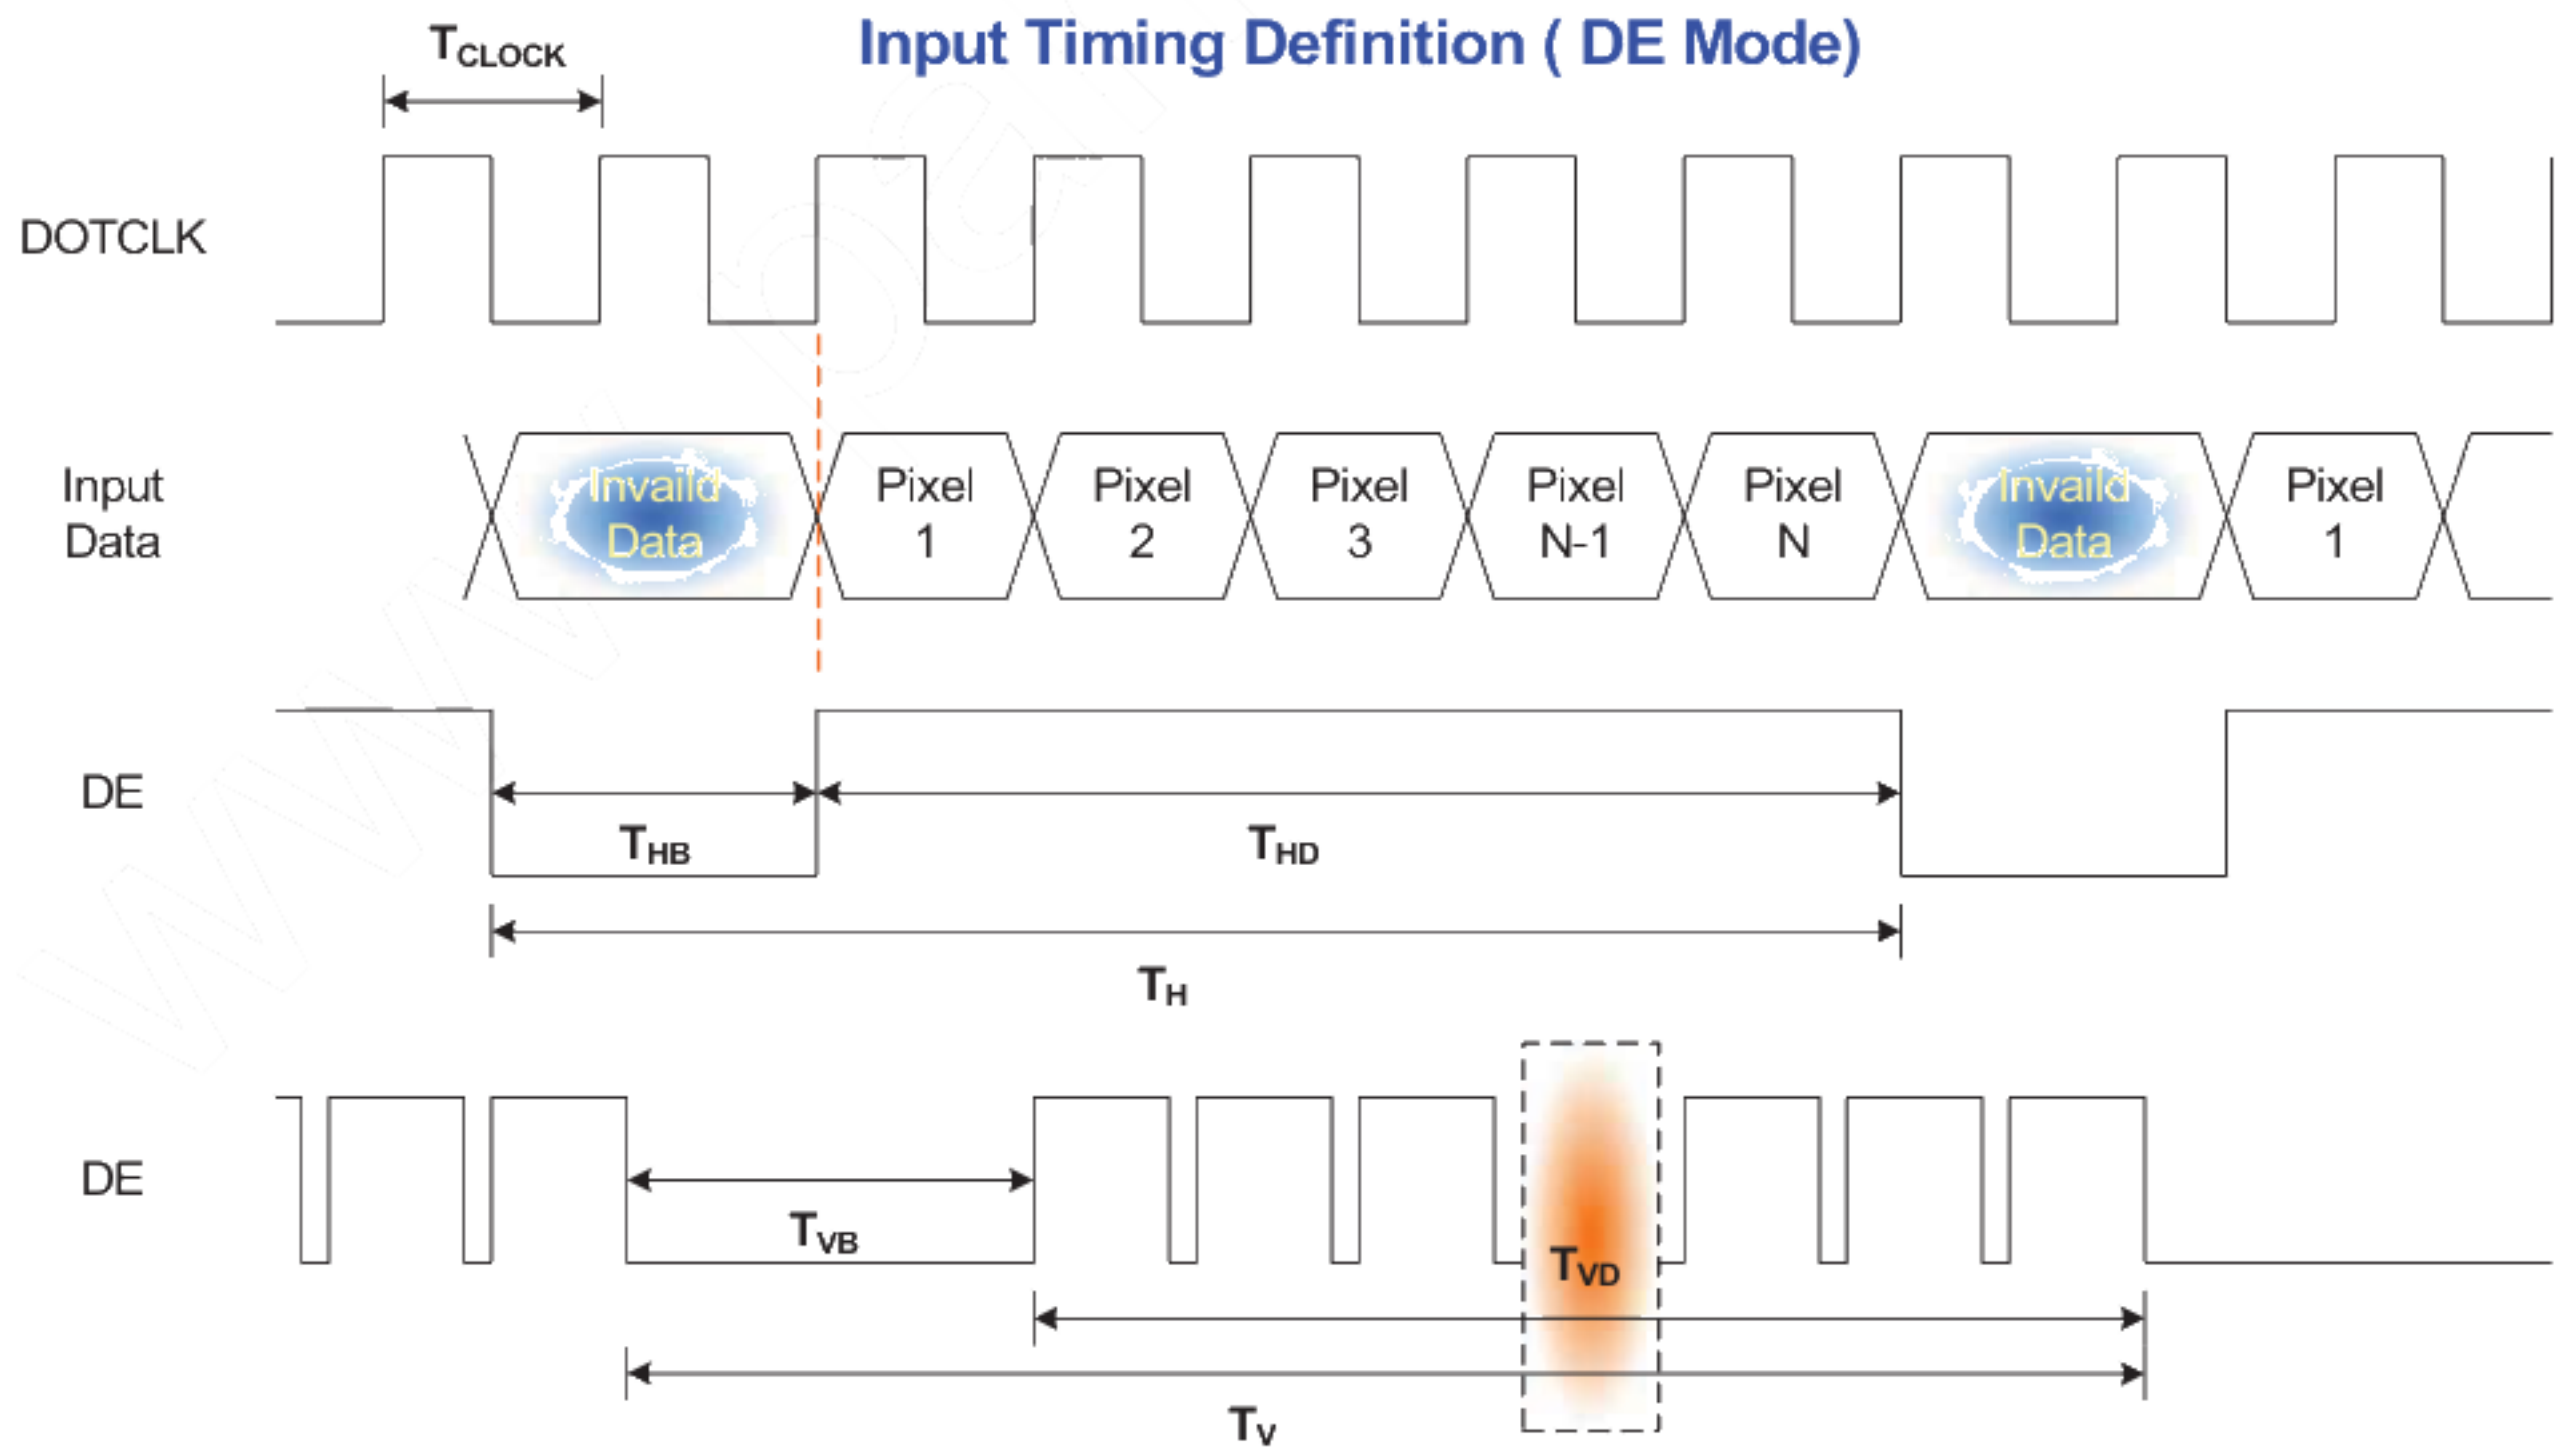 Input Timing Definition ( DE Mode)
TCLOCK
DOTCLK
Input
Data
Invaild
Data
Pixel
1
Pixel
2
Pixel
3
Pixel
N-1
Pixel
N
Invaild
Data
Pixel
1
DE
THB
THD
TH
DE
TVB
TVD
TV